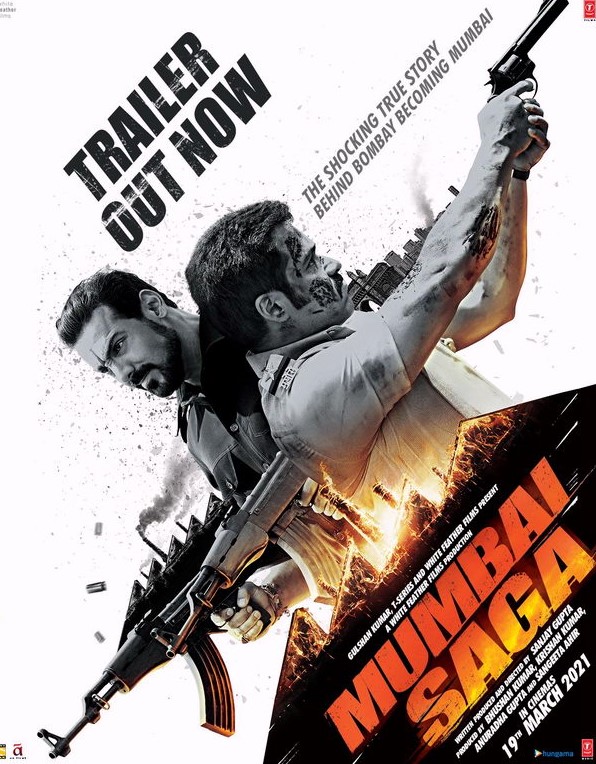 TRAILER
OUT NOW
THE SHOCKING TRUE STORY
BEHIND BOMBAY BECOMING MUMBAI
GULSHAN KUMAR, T-SERIES AND WHITE FEATHER FILMS PRESENT
A WHITE FEATHER FILMS PRODUCTION
MUMBAI
SAGA
WRITTEN PRODUCED AND DIRECTED BY SANJAY GUPTA
PRODUCED BY BHUSHAN KUMAR, KRISHAN KUMAR,
ANURADHA GUPTA AND SANGEETA AHIR
IN CINEMAS
19TH MARCH 2021
hungama